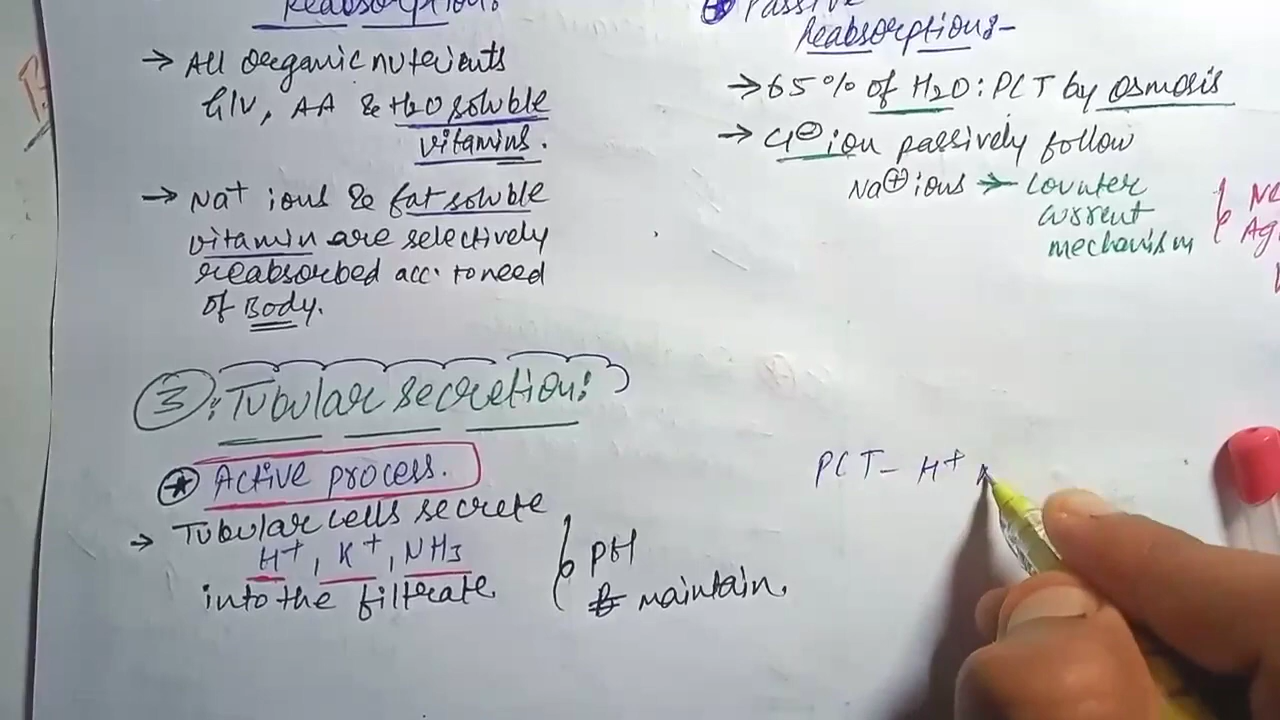 Reabsorption:
→ All organic nutrients
Glu, AA & H2O soluble
vitamins.
→ Na+ ions & fat soluble
vitamin are selectively
reabsorbed acc. to need
of Body.
Passive
Reabsorptions-
→ 65% of H2O: PCT by osmosis
→ Cl⊖ ion passively follow
Na⊕ ions → counter
current
mechanism
③: Tubular secretion:
Active process.
→ Tubular cells secrete
H+, K+, NH3
into the filtrate
pH
maintain.
PCT- H+